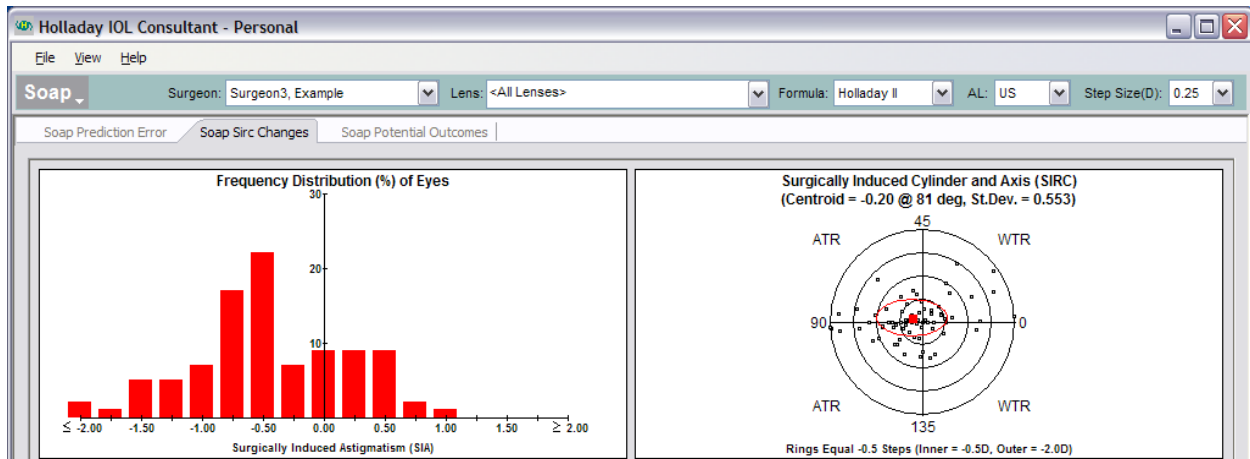 Holladay IOL Consultant - Personal
File View Help
Soap Surgeon: Surgeon3, Example Lens: <All Lenses> Formula: Holladay II AL: US Step Size(D): 0.25
Soap Prediction Error Soap Sirc Changes Soap Potential Outcomes
Frequency Distribution (%) of Eyes
30
20
10
≤ -2.00 -1.50 -1.00 -0.50 0.00 0.50 1.00 1.50 ≥ 2.00
Surgically Induced Astigmatism (SIA)
Surgically Induced Cylinder and Axis (SIRC)
(Centroid = -0.20 @ 81 deg, St.Dev. = 0.553)
45
ATR WTR
90 0
ATR WTR
135
Rings Equal -0.5 Steps (Inner = -0.5D, Outer = -2.0D)